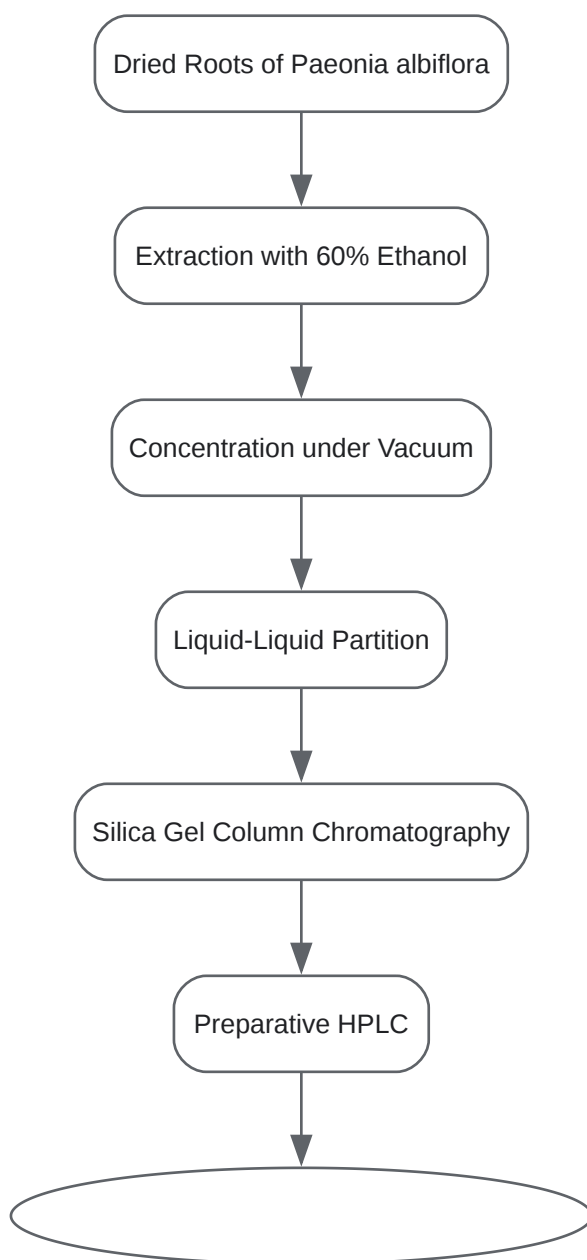 Dried Roots of Paeonia albiflora
Extraction with 60% Ethanol
Concentration under Vacuum
Liquid-Liquid Partition
Silica Gel Column Chromatography
Preparative HPLC